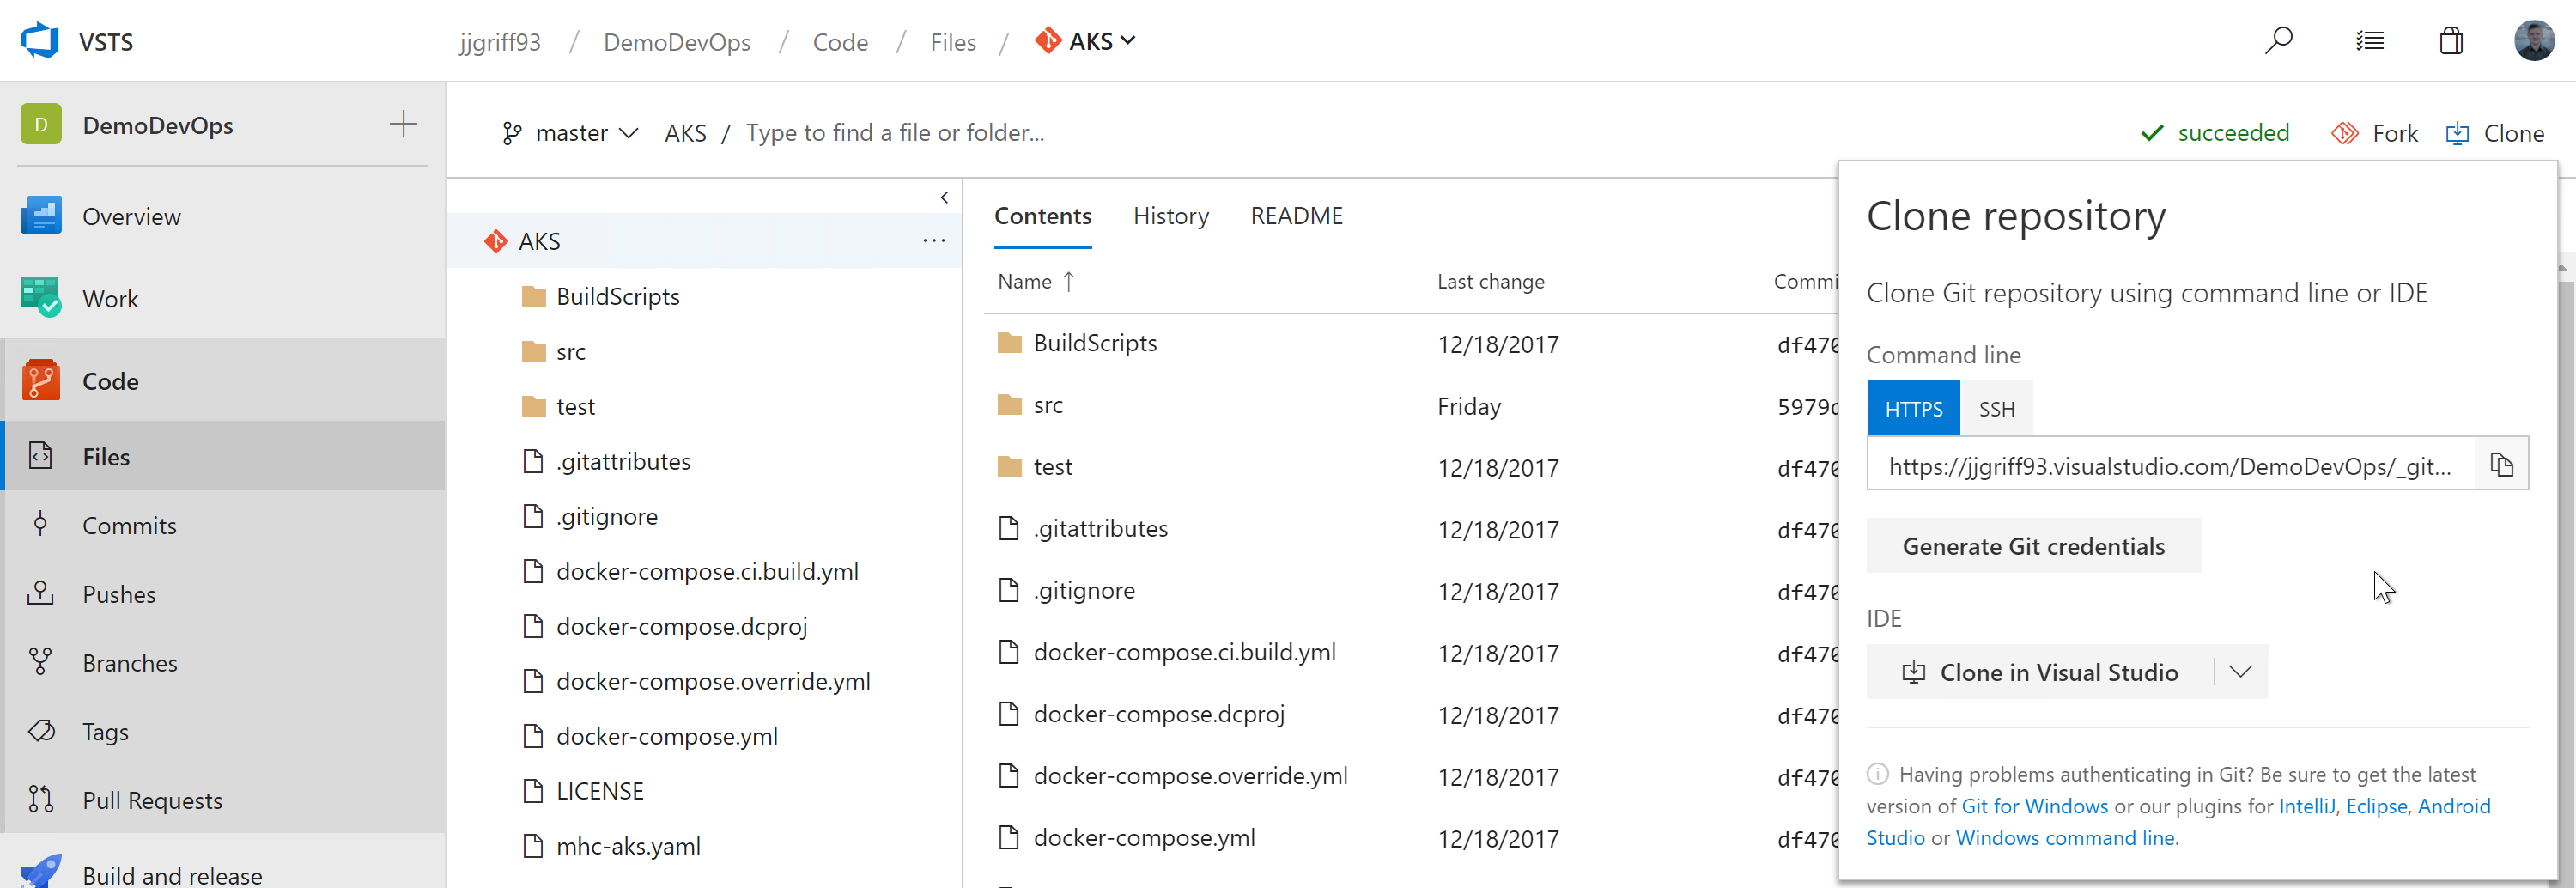 VSTS
jjgriff93 / DemoDevOps / Code / Files / AKS
D DemoDevOps
Overview
Work
Code
Files
Commits
Pushes
Branches
Tags
Pull Requests
Build and release
master AKS / Type to find a file or folder...
succeeded Fork Clone
AKS ...
BuildScripts
src
test
.gitattributes
.gitignore
docker-compose.ci.build.yml
docker-compose.dcproj
docker-compose.override.yml
docker-compose.yml
LICENSE
mhc-aks.yaml
Contents History README
Name ↑ Last change Commi
BuildScripts 12/18/2017 df470
src Friday 5979
test 12/18/2017 df470
.gitattributes 12/18/2017 df470
.gitignore 12/18/2017 df470
docker-compose.ci.build.yml 12/18/2017 df470
docker-compose.dcproj 12/18/2017 df470
docker-compose.override.yml 12/18/2017 df470
docker-compose.yml 12/18/2017 df470
Clone repository
Clone Git repository using command line or IDE
Command line
HTTPS SSH
https://jjgriff93.visualstudio.com/DemoDevOps/_git...
Generate Git credentials
IDE
Clone in Visual Studio
Having problems authenticating in Git? Be sure to get the latest
version of Git for Windows or our plugins for IntelliJ, Eclipse, Android
Studio or Windows command line.